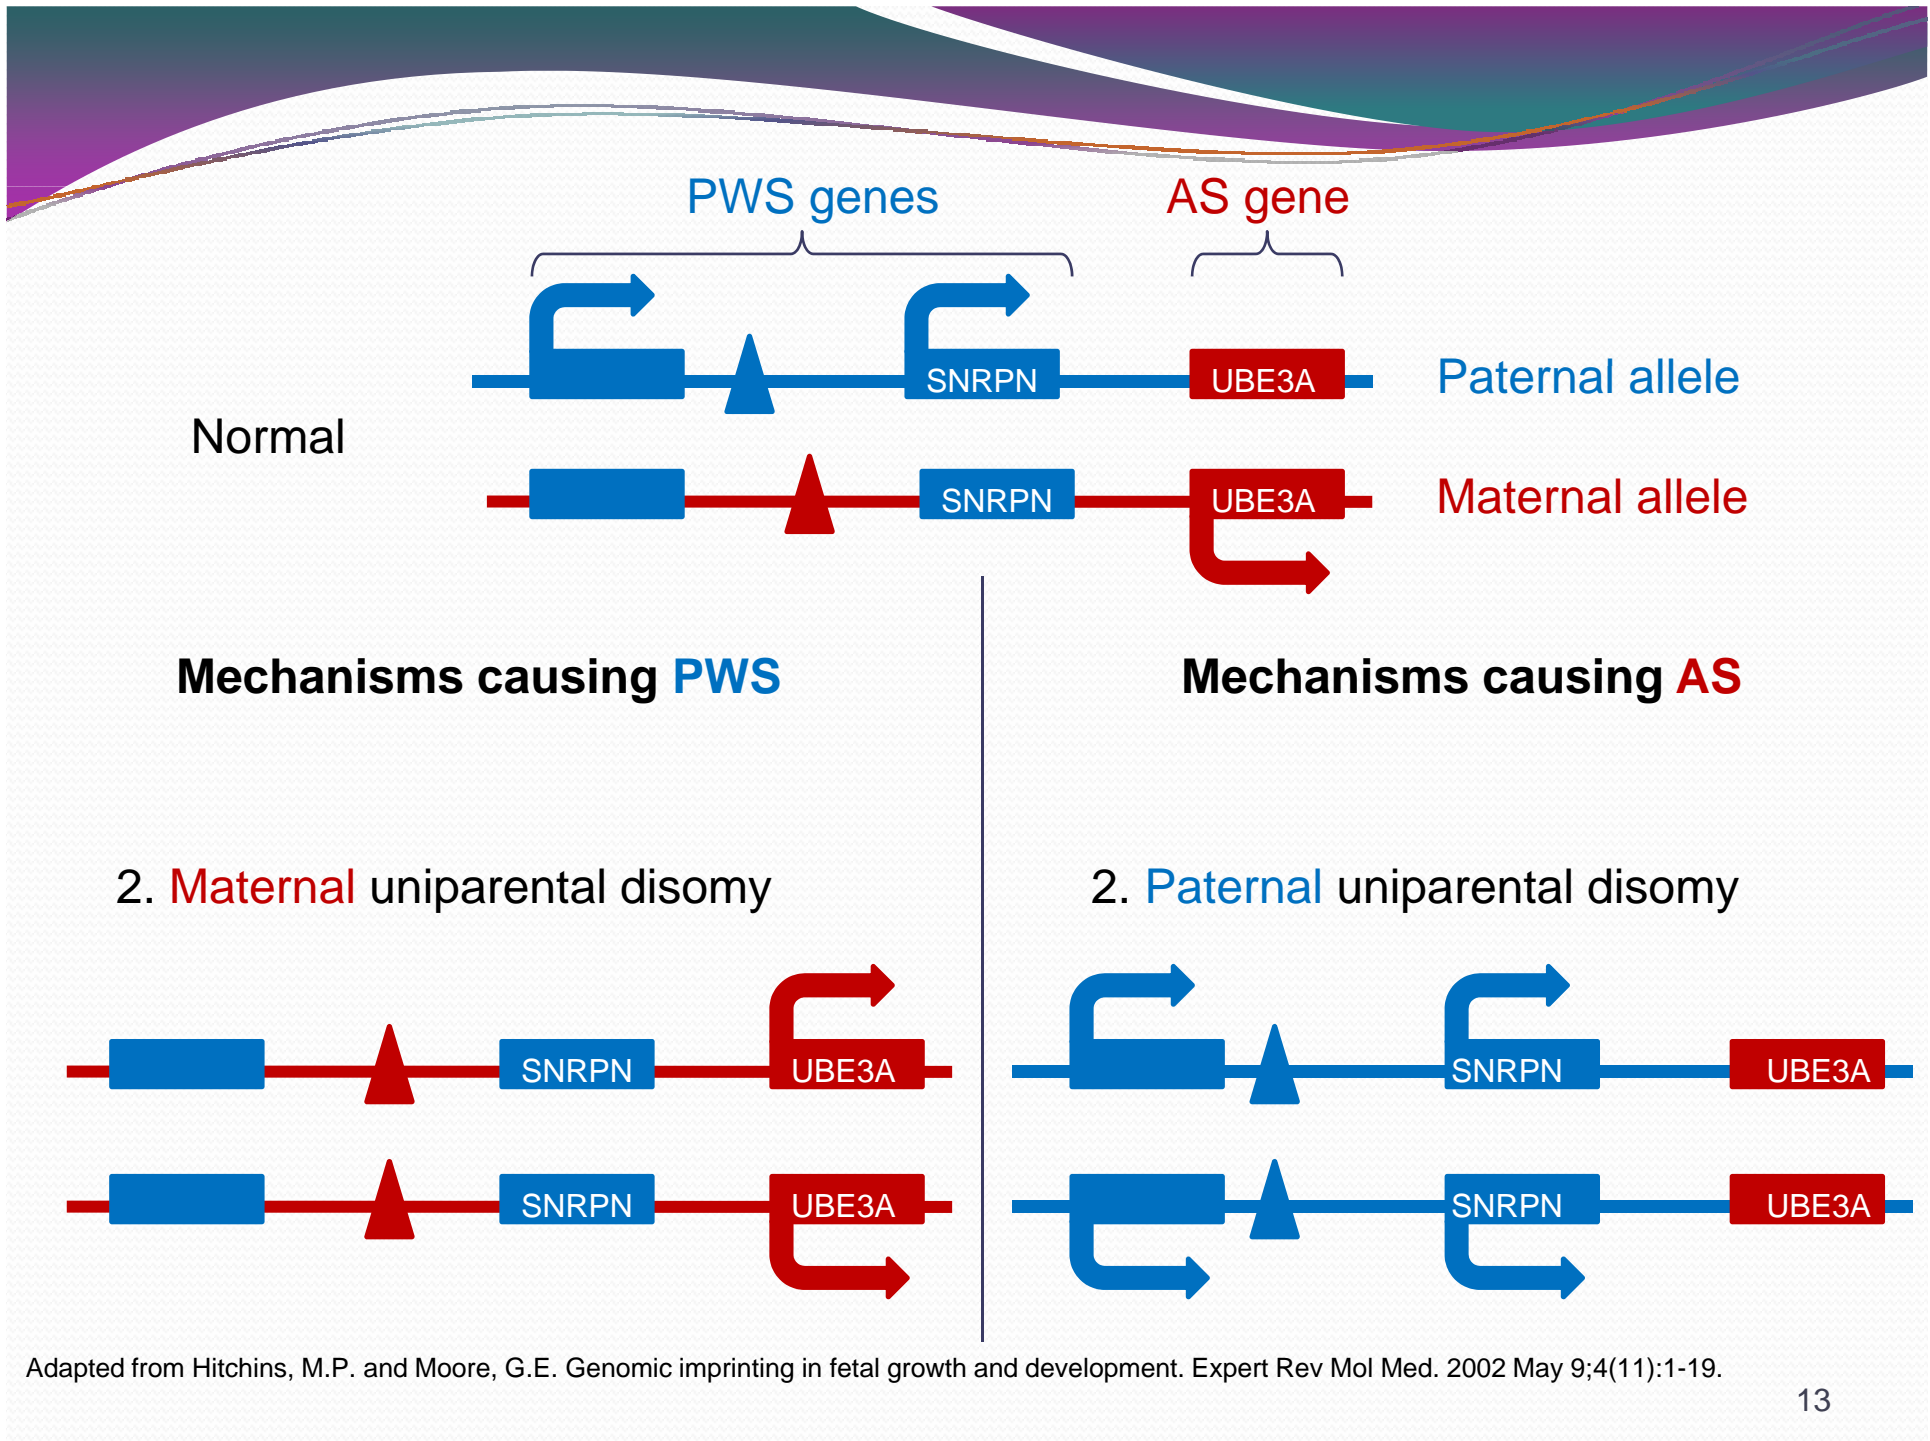 PWS genes
AS gene
SNRPN
UBE3A
Paternal allele
Normal
SNRPN
UBE3A
Maternal allele
Mechanisms causing PWS
Mechanisms causing AS
2. Maternal uniparental disomy
2. Paternal uniparental disomy
SNRPN
UBE3A
SNRPN
UBE3A
SNRPN
UBE3A
SNRPN
UBE3A
Adapted from Hitchins, M.P. and Moore, G.E. Genomic imprinting in fetal growth and development. Expert Rev Mol Med. 2002 May 9;4(11):1-19.
13